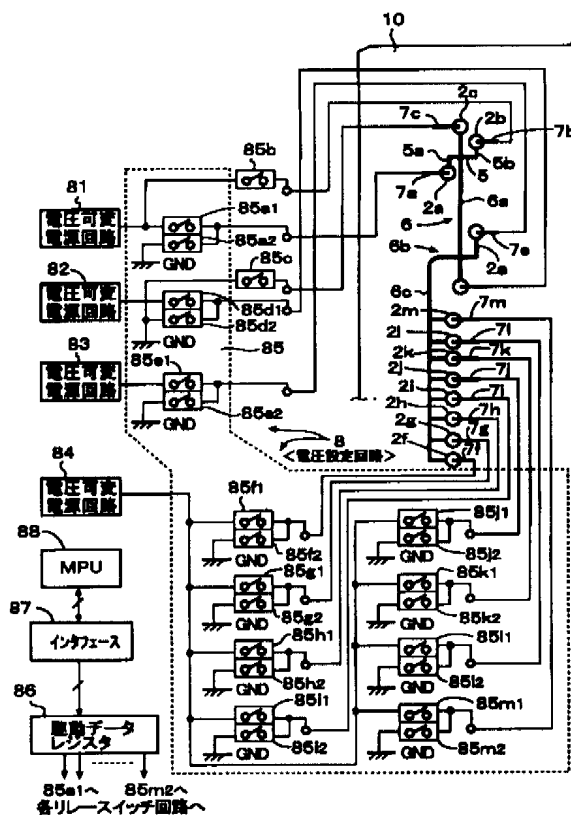 10
2c
7c
2b
7b
5a
5b
5
7a
2a
6a
6
6b
7e
2e
6c
85b
81
電圧可変
電源回路
85a1
85a2
GND
85c
82
電圧可変
電源回路
85d1
85d2
GND
85
83
電圧可変
電源回路
85e1
85e2
GND
2m
7m
2l
7l
2k
7k
2j
7j
2i
7i
2h
7h
2g
7g
2f
7f
8
<電圧設定回路>
84
電圧可変
電源回路
85f1
85f2
GND
85g1
85g2
GND
85h1
85h2
GND
85i1
85i2
GND
85j1
85j2
GND
85k1
85k2
GND
85l1
85l2
GND
85m1
85m2
GND
88
MPU
87
インタフェース
86
駆動データ
レジスタ
85a1へ
85m2へ
各リレースイッチ回路へ